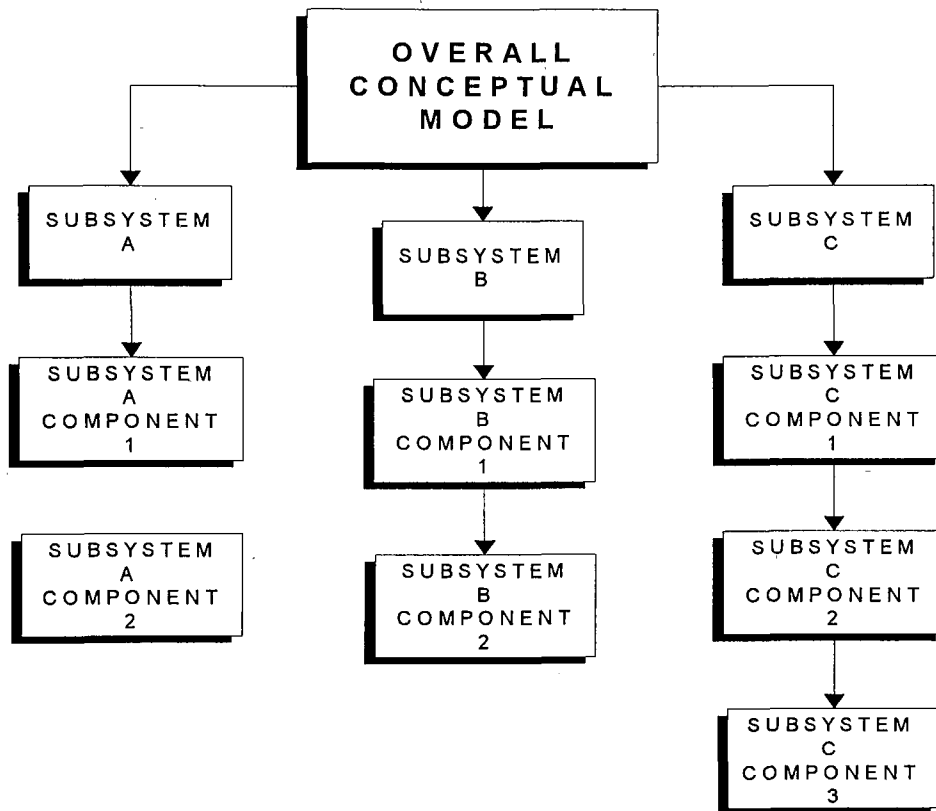 OVERALL
CONCEPTUAL
MODEL
SUBSYSTEM
A
SUBSYSTEM
B
SUBSYSTEM
C
SUBSYSTEM
A
COMPONENT
1
SUBSYSTEM
B
COMPONENT
1
SUBSYSTEM
C
COMPONENT
1
SUBSYSTEM
A
COMPONENT
2
SUBSYSTEM
B
COMPONENT
2
SUBSYSTEM
C
COMPONENT
2
SUBSYSTEM
C
COMPONENT
3